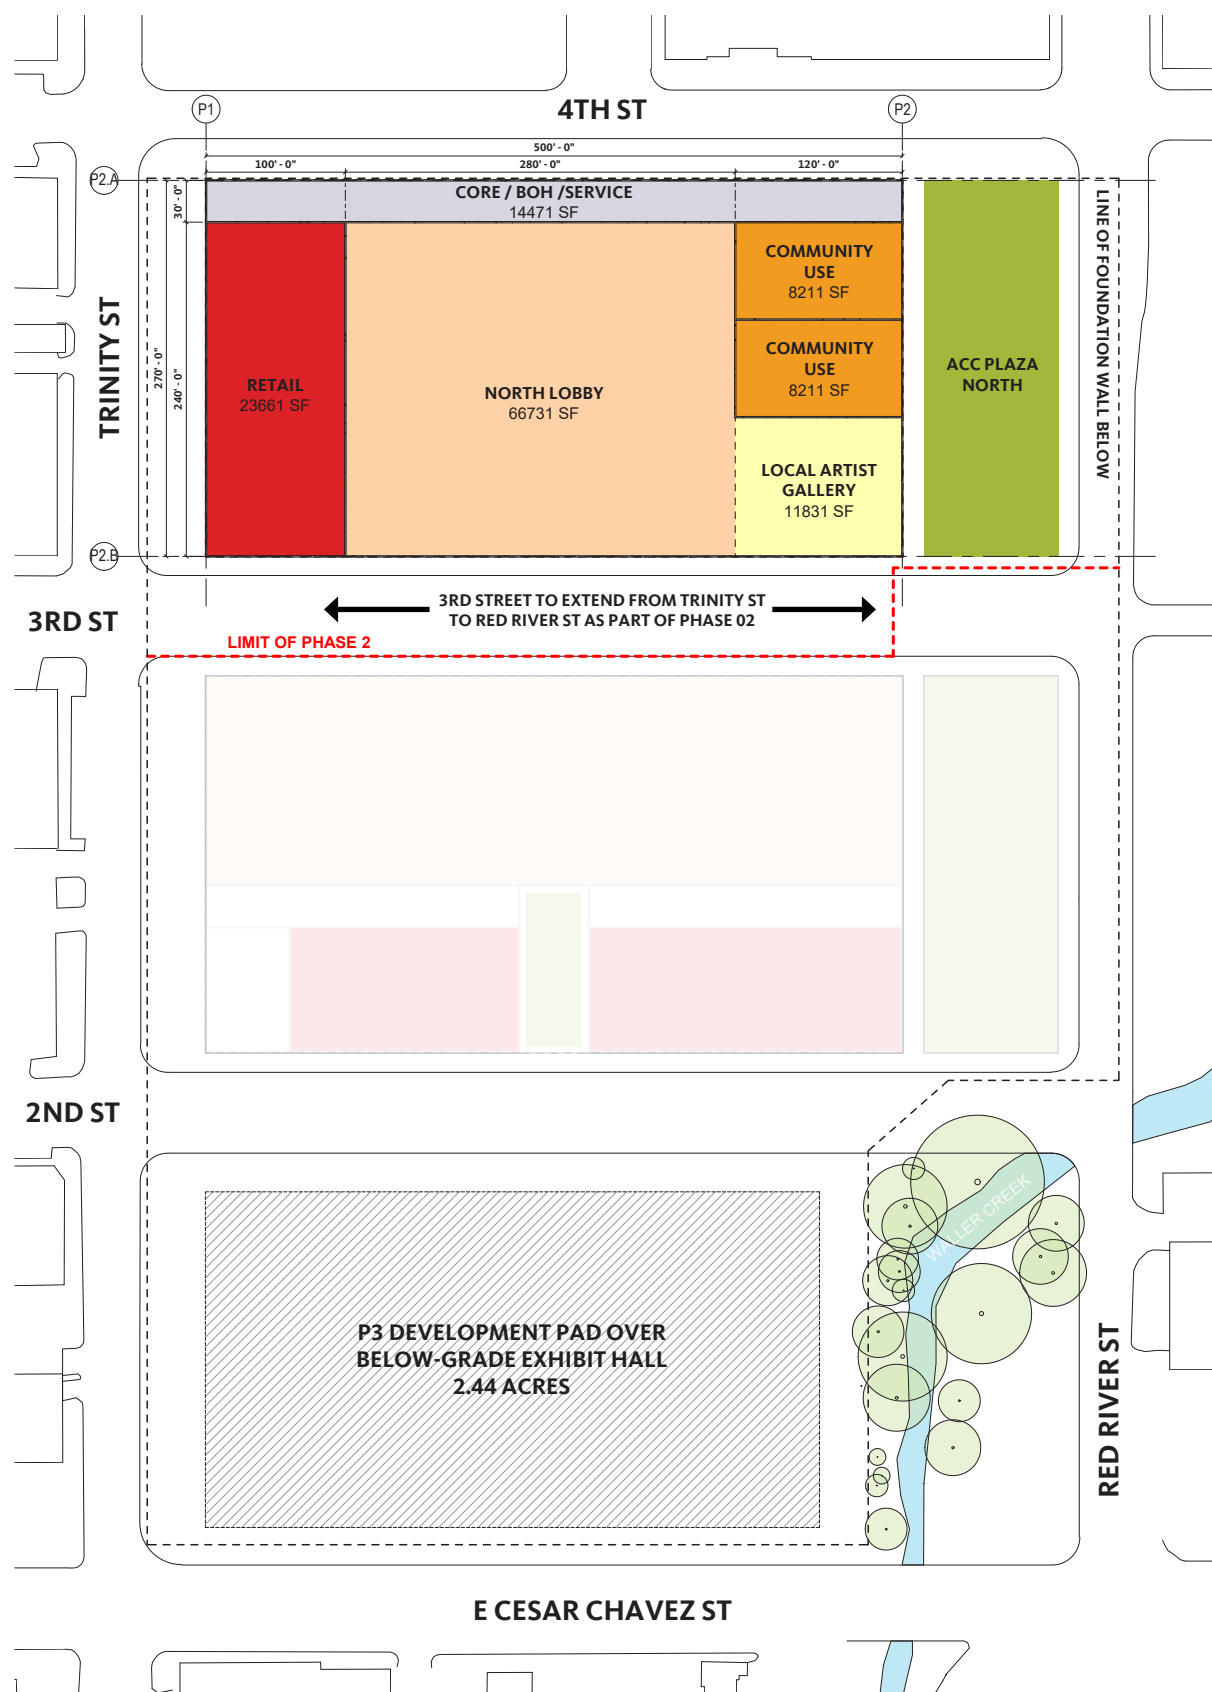 4TH ST
P1
P2
500' - 0"
100' - 0"
280' - 0"
120' - 0"
P2.A
30' - 0"
CORE / BOH /SERVICE
14471 SF
COMMUNITY
USE
8211 SF
COMMUNITY
USE
8211 SF
LINE OF FOUNDATION WALL BELOW
TRINITY ST
270' - 0"
240' - 0"
RETAIL
23661 SF
NORTH LOBBY
66731 SF
ACC PLAZA
NORTH
LOCAL ARTIST
GALLERY
11831 SF
P2.B
3RD ST
3RD STREET TO EXTEND FROM TRINITY ST
TO RED RIVER ST AS PART OF PHASE 02
LIMIT OF PHASE 2
2ND ST
WALLER CREEK
P3 DEVELOPMENT PAD OVER
BELOW-GRADE EXHIBIT HALL
2.44 ACRES
RED RIVER ST
E CESAR CHAVEZ ST